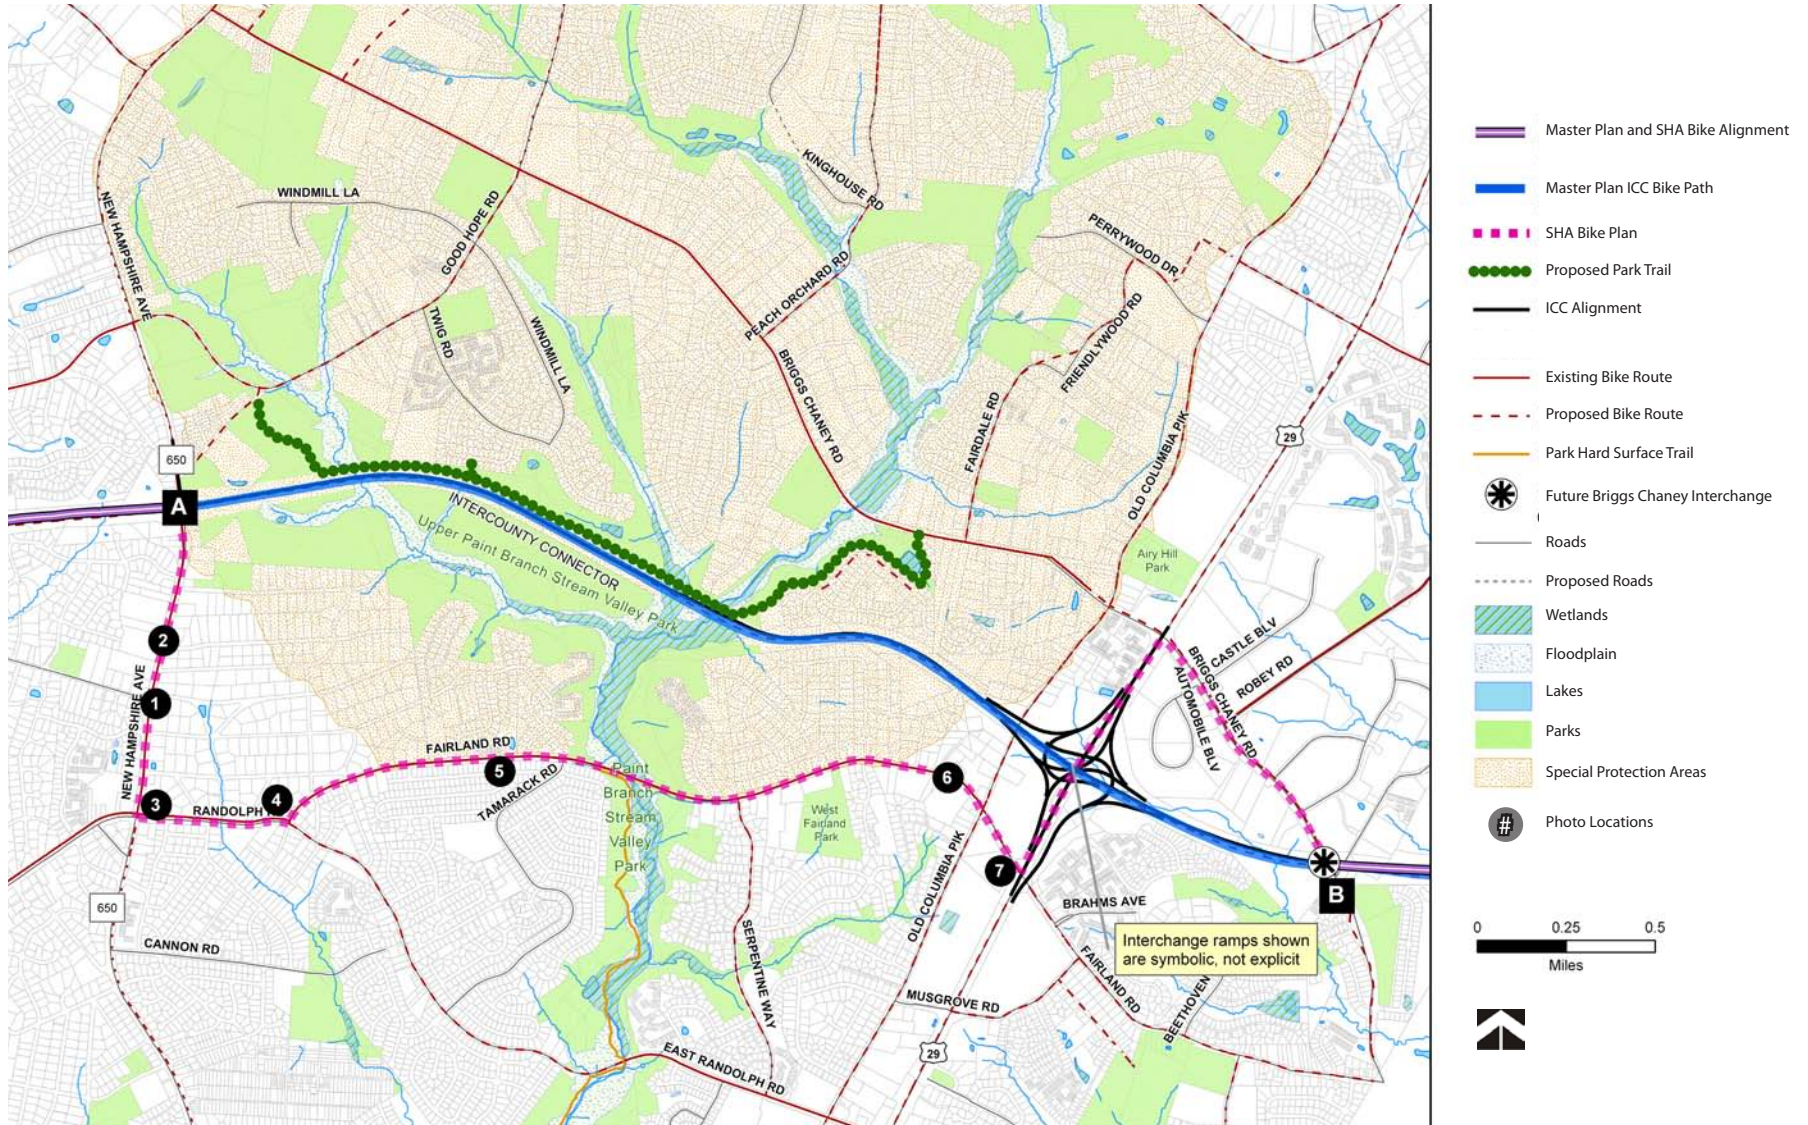 WINDMILL LA
KINGHOUSE RD
NEW HAMPSHIRE AVE
GOOD HOPE RD
PERRYWOOD DR
PEACH ORCHARD RD
TWIG RD
WINDMILL LA
FRIENDLYWOOD RD
BRIGGS CHANEY RD
FAIRDALE RD
OLD COLUMBIA PIK
29
650
A
INTERCOUNTY CONNECTOR
Upper Paint Branch Stream Valley Park
Airy Hill
Park
CASTLE BLV
BRIGGS CHANEY RD
ROBEY RD
AUTOMOBILE BLV
2
1
NEW HAMPSHIRE AVE
FAIRLAND RD
5
TAMARACK RD
3
4
RANDOLPH
Paint
Branch
Stream
Valley
Park
West
Fairland
Park
6
7
OLD COLUMBIA PIK
B
650
BRAHMS AVE
CANNON RD
SERPENTINE WAY
Interchange ramps shown
are symbolic, not explicit
FAIRLAND RD
MUSGROVE RD
BEETHOVEN
29
EAST RANDOLPH RD
Master Plan and SHA Bike Alignment
Master Plan ICC Bike Path
SHA Bike Plan
Proposed Park Trail
ICC Alignment
Existing Bike Route
Proposed Bike Route
Park Hard Surface Trail
Future Briggs Chaney Interchange
Roads
Proposed Roads
Wetlands
Floodplain
Lakes
Parks
Special Protection Areas
# Photo Locations
0 0.25 0.5
Miles